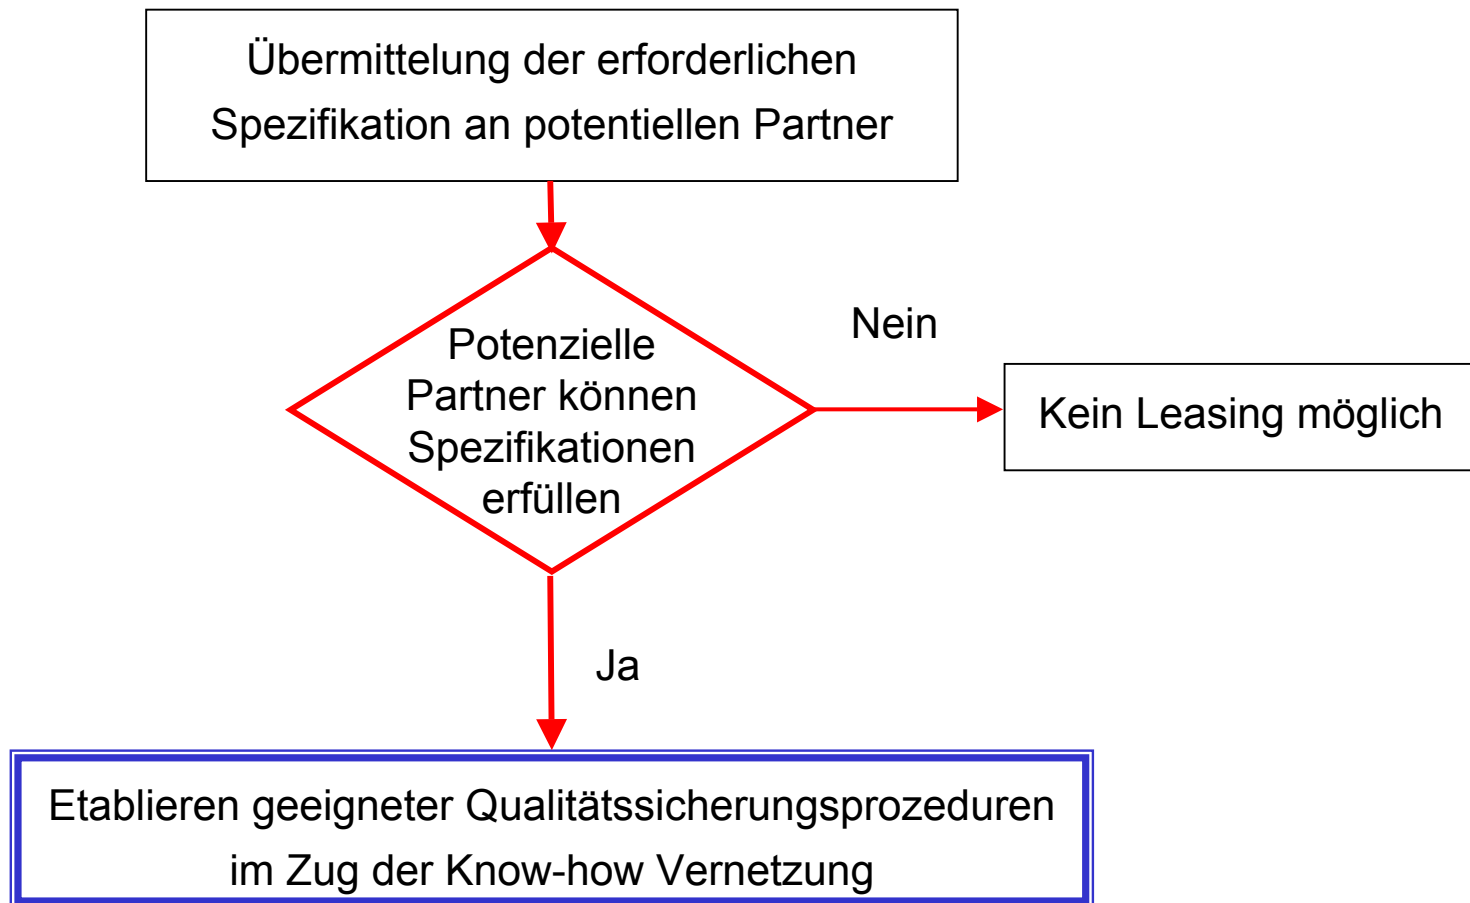 Übermittelung der erforderlichen
Spezifikation an potentiellen Partner
Nein
Potenzielle
Partner können
Spezifikationen
erfüllen
Kein Leasing möglich
Ja
Etablieren geeigneter Qualitätssicherungsprozeduren
im Zug der Know-how Vernetzung